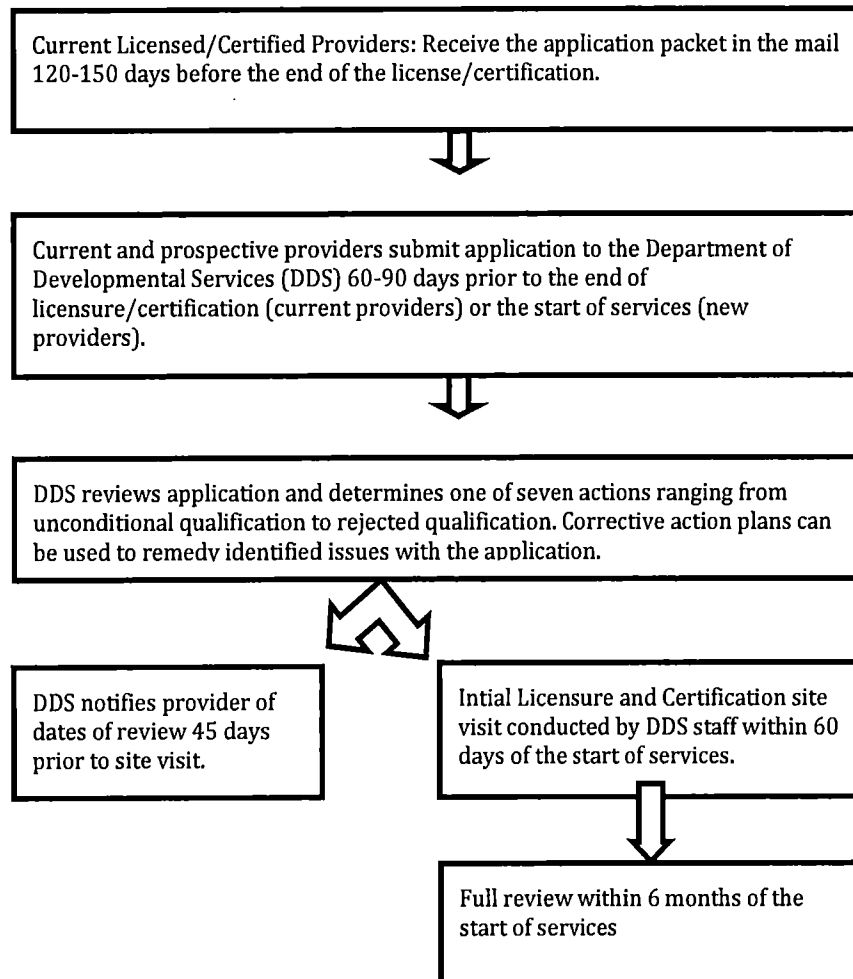 Current Licensed/Certified Providers: Receive the application packet in the mail
120-150 days before the end of the license/certification.
Current and prospective providers submit application to the Department of
Developmental Services (DDS) 60-90 days prior to the end of
licensure/certification (current providers) or the start of services (new
providers).
DDS reviews application and determines one of seven actions ranging from
unconditional qualification to rejected qualification. Corrective action plans can
be used to remedy identified issues with the application.
DDS notifies provider of
dates of review 45 days
prior to site visit.
Intial Licensure and Certification site
visit conducted by DDS staff within 60
days of the start of services.
Full review within 6 months of the
start of services